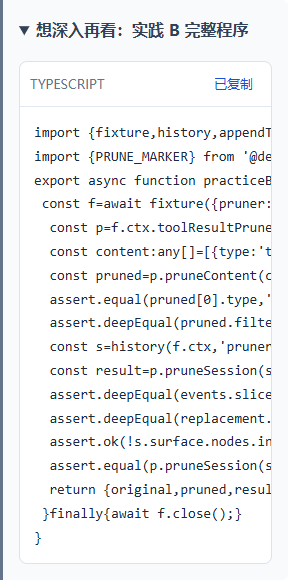 ▼ 想深入再看：实践 B 完整程序
TYPESCRIPT 已复制
import {fixture,history,appendT
import {PRUNE_MARKER} from '@de
export async function practiceB
const f=await fixture({pruner:
const p=f.ctx.toolResultPrune
const content:any[]=[{type:'t
const pruned=p.pruneContent(c
assert.equal(pruned[0].type,'
assert.deepEqual(pruned.filte
const s=history(f.ctx,'pruner
const result=p.pruneSession(s
assert.deepEqual(events.slice
assert.deepEqual(replacement.
assert.ok(!s.surface.nodes.in
assert.equal(p.pruneSession(s
return {original,pruned,resul
}finally{await f.close();}
}